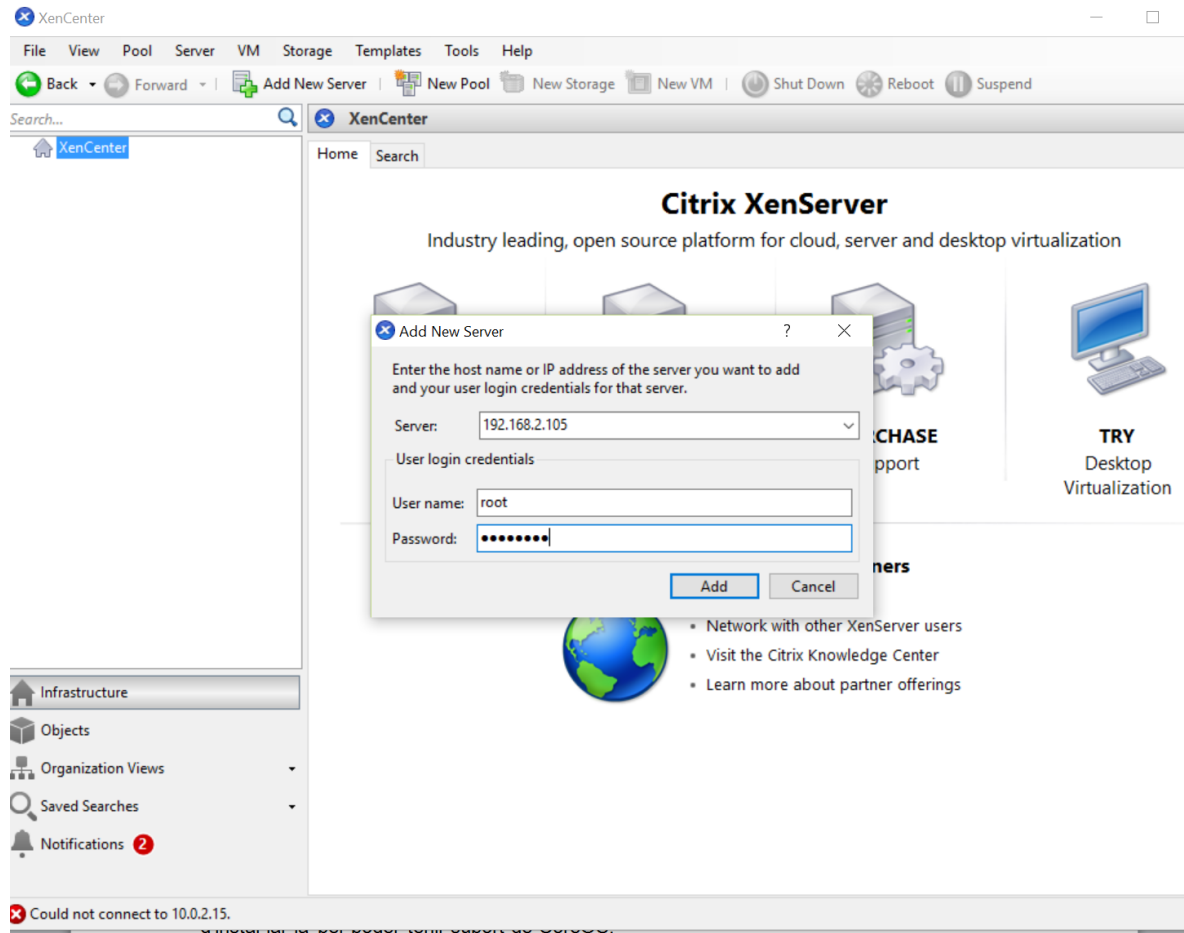 XenCenter
File View Pool Server VM Storage Templates Tools Help
Back Forward Add New Server New Pool New Storage New VM Shut Down Reboot Suspend
Search...
XenCenter
XenCenter
Home Search
Citrix XenServer
Industry leading, open source platform for cloud, server and desktop virtualization
Add New Server ?
Enter the host name or IP address of the server you want to add
and your user login credentials for that server.
Server: 192.168.2.105
User login credentials
User name: root
Password: ••••••••
Add Cancel
TRY
Desktop
Virtualization
Network with other XenServer users
Visit the Citrix Knowledge Center
Learn more about partner offerings
Infrastructure
Objects
Organization Views
Saved Searches
Notifications 2
Could not connect to 10.0.2.15.